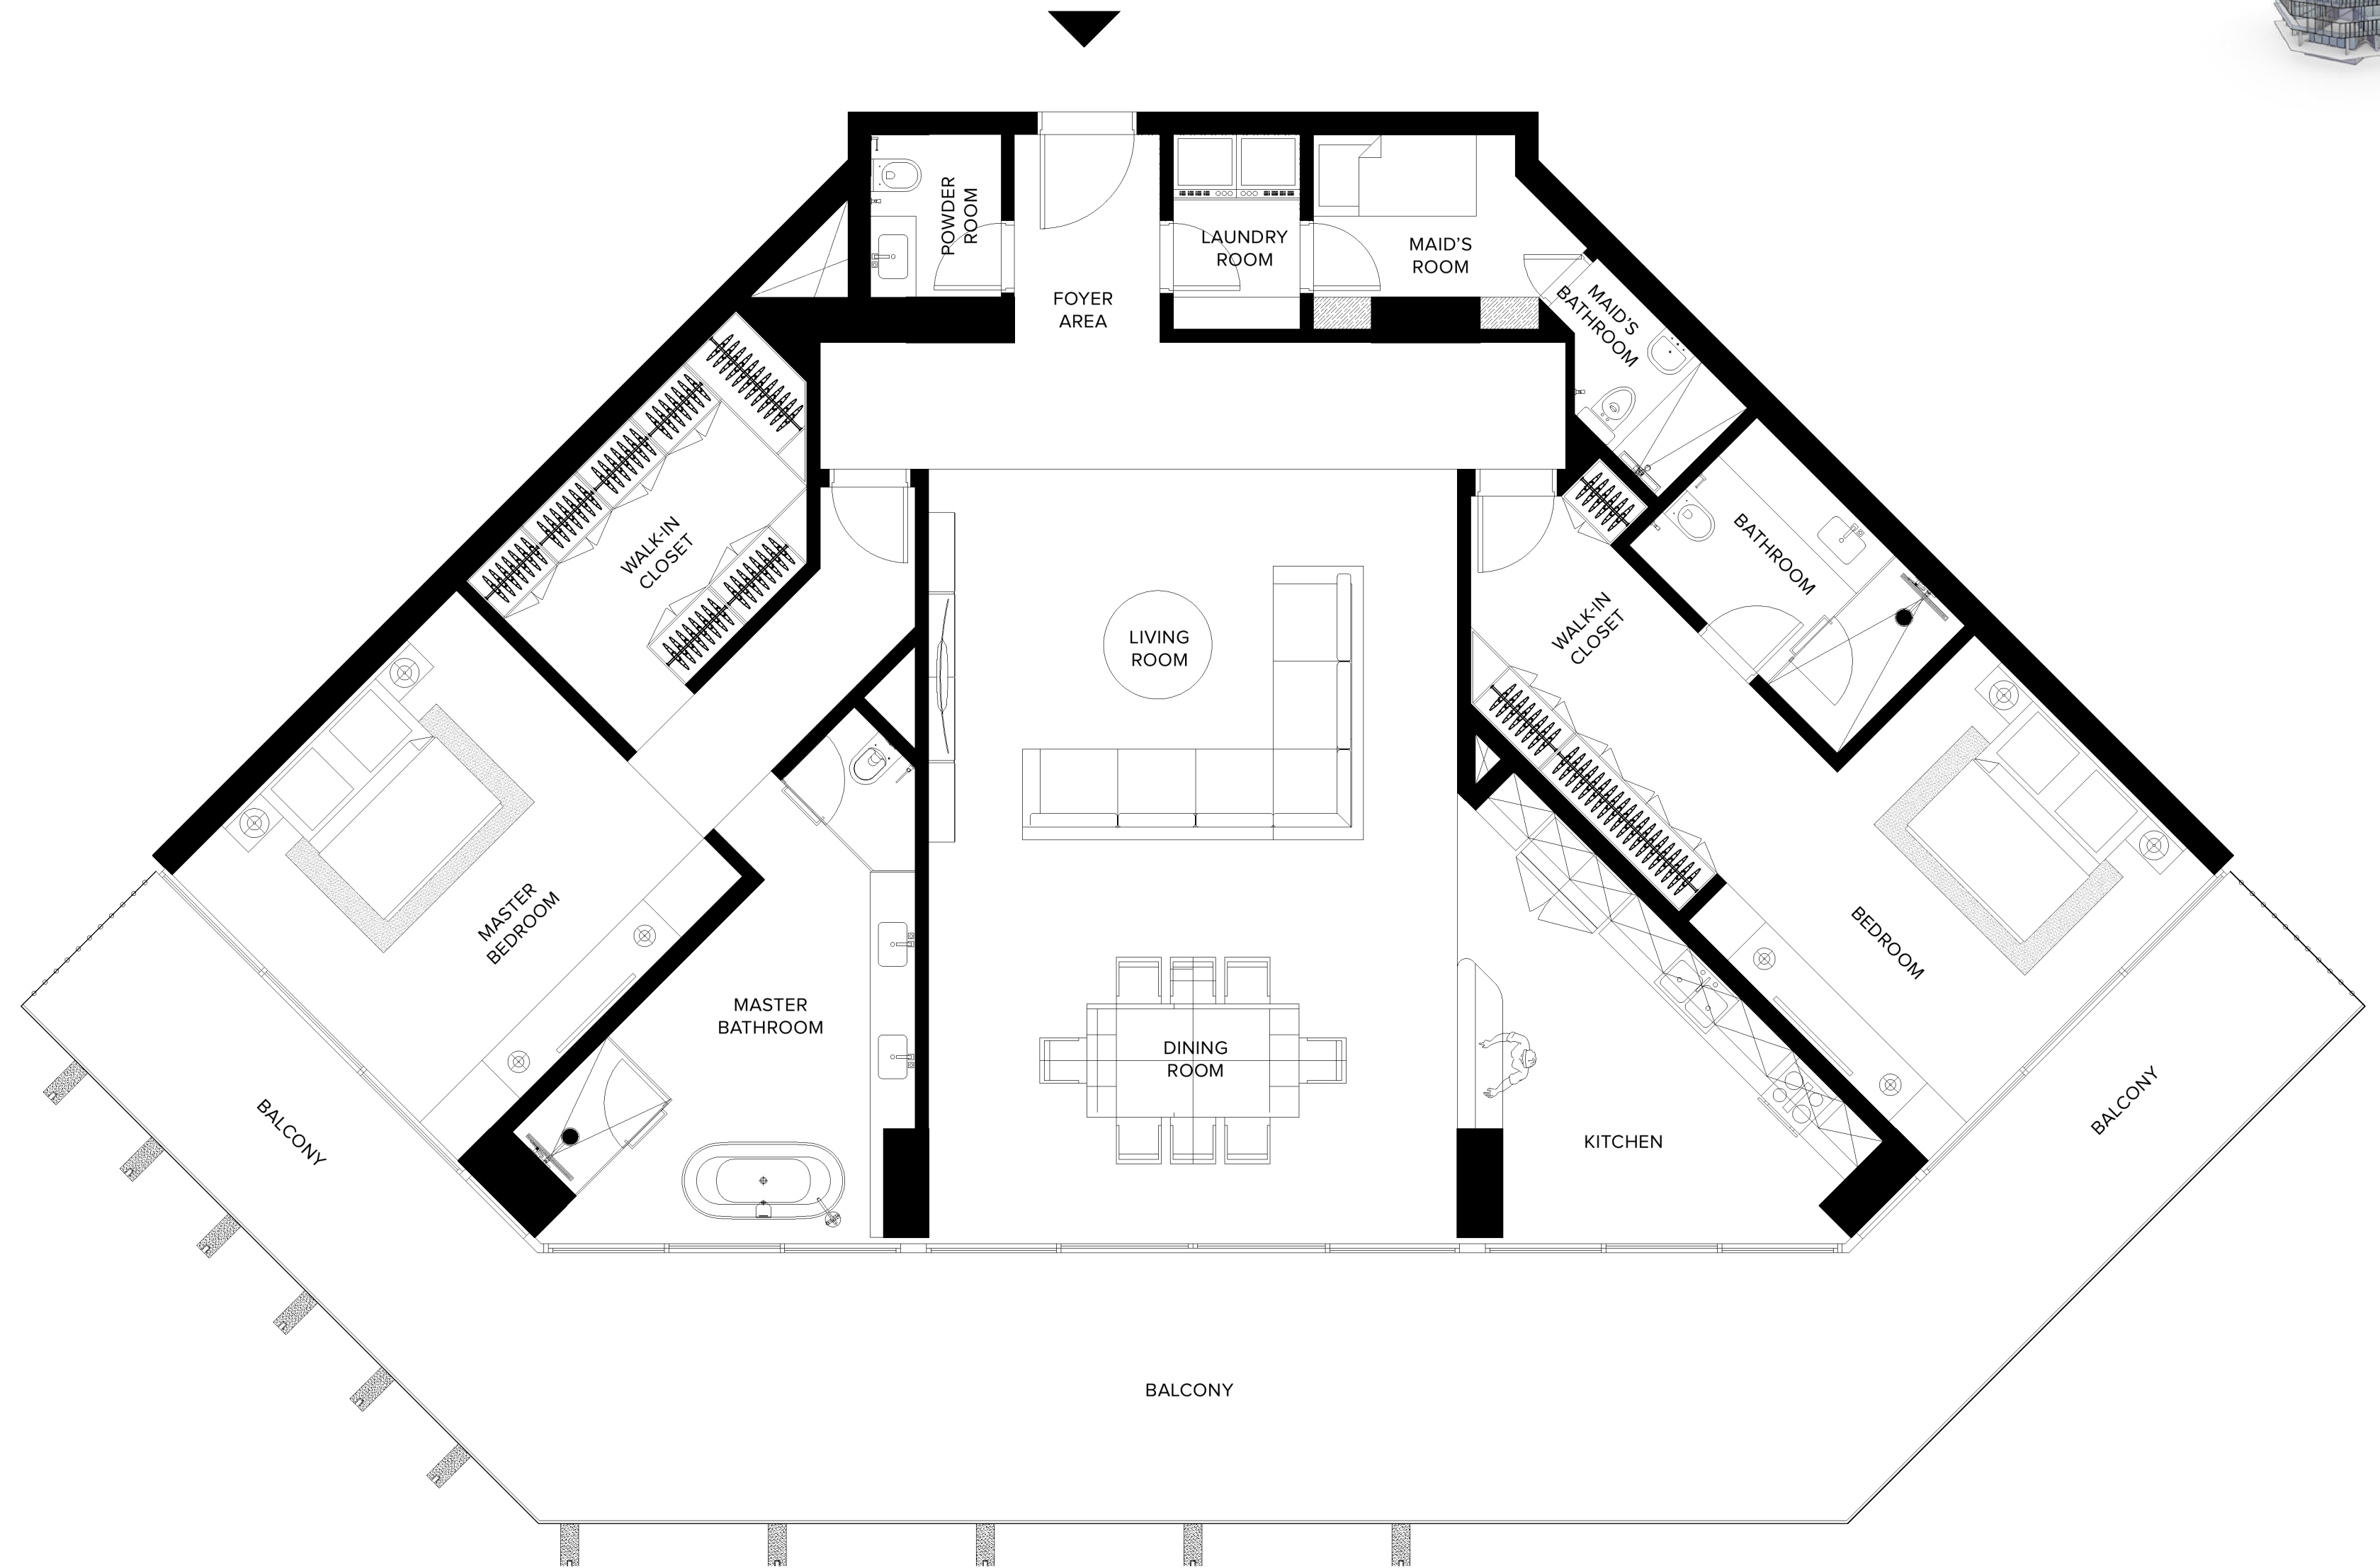 POWDER
ROOM
FOYER
AREA
LAUNDRY
ROOM
MAID'S
ROOM
MAID'S
BATHROOM
WALK-IN
CLOSET
BATHROOM
WALK-IN
CLOSET
LIVING
ROOM
MASTER
BEDROOM
MASTER
BATHROOM
DINING
ROOM
KITCHEN
BEDROOM
BALCONY
BALCONY
BALCONY